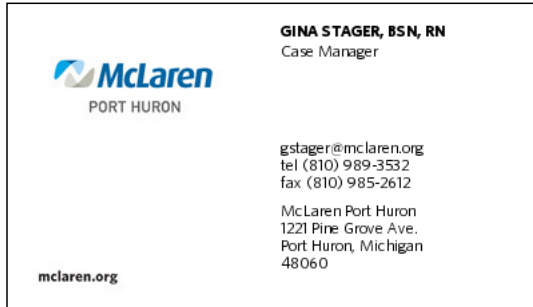 McLaren
PORT HURON
mclaren.org
GINA STAGER, BSN, RN
Case Manager
gstager@mclaren.org
tel (810) 989-3532
fax (810) 985-2612
McLaren Port Huron
1221 Pine Grove Ave.
Port Huron, Michigan
48060